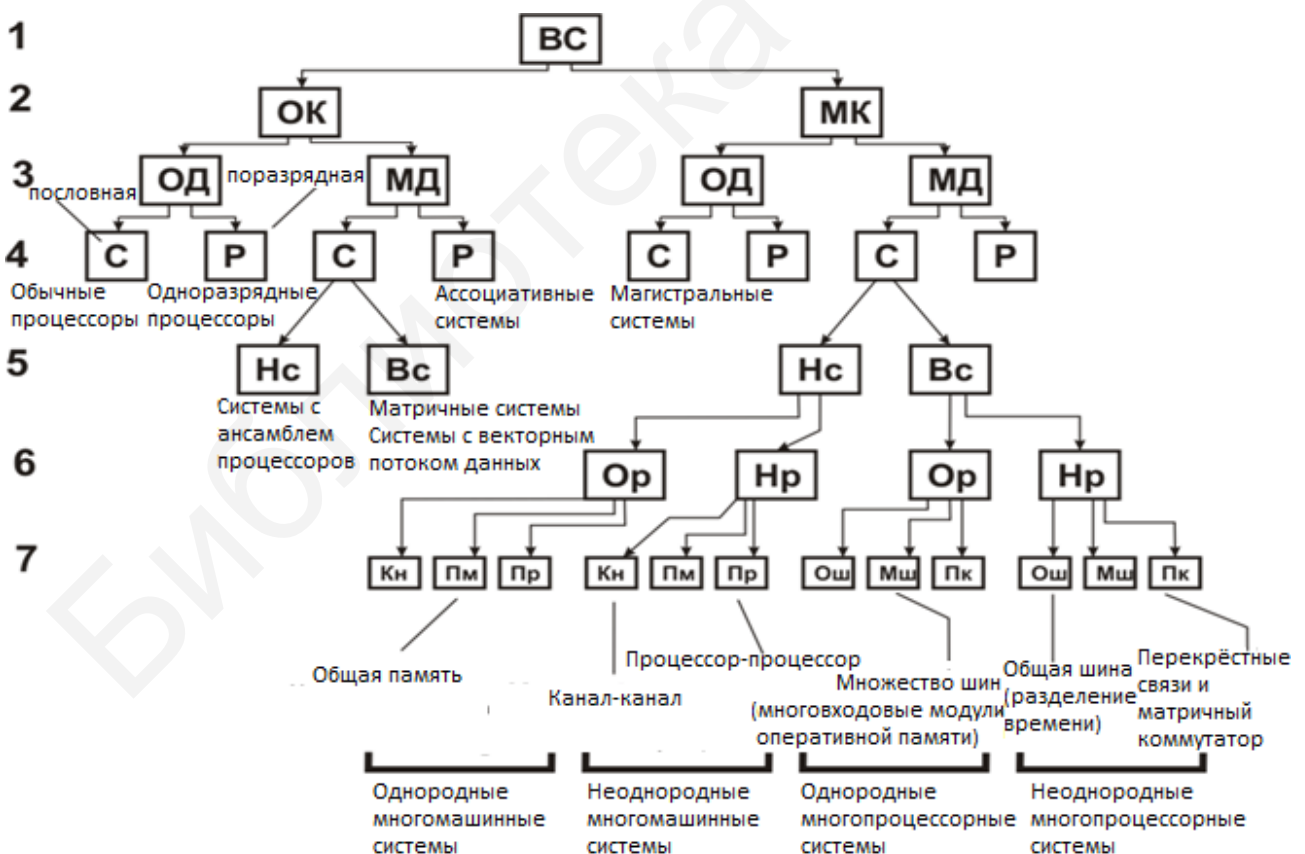 1
ВС
2
ОК МК
3
ОД МД ОД МД
пословная
поразрядная
4
С Р С Р С Р С Р
Обычные
процессоры
Одноразрядные
процессоры
Ассоциативные
системы
Магистральные
системы
5
Нс Вс Нс Вс
Системы с
ансамблем
процессоров
Матричные системы
Системы с векторным
потоком данных
6
Ор Нр Ор Нр
7
Кн Пм Пр Кн Пм Пр Ош Мш Пк Ош Мш Пк
Общая память
Канал-канал
Процессор-процессор
Множество шин
(многовходовые модули
оперативной памяти)
Общая шина
(разделение
времени)
Перекрёстные
связи и
матричный
коммутатор
Однородные
многомашинные
системы
Неоднородные
многомашинные
системы
Однородные
многопроцессорные
системы
Неоднородные
многопроцессорные
системы
Библиотека